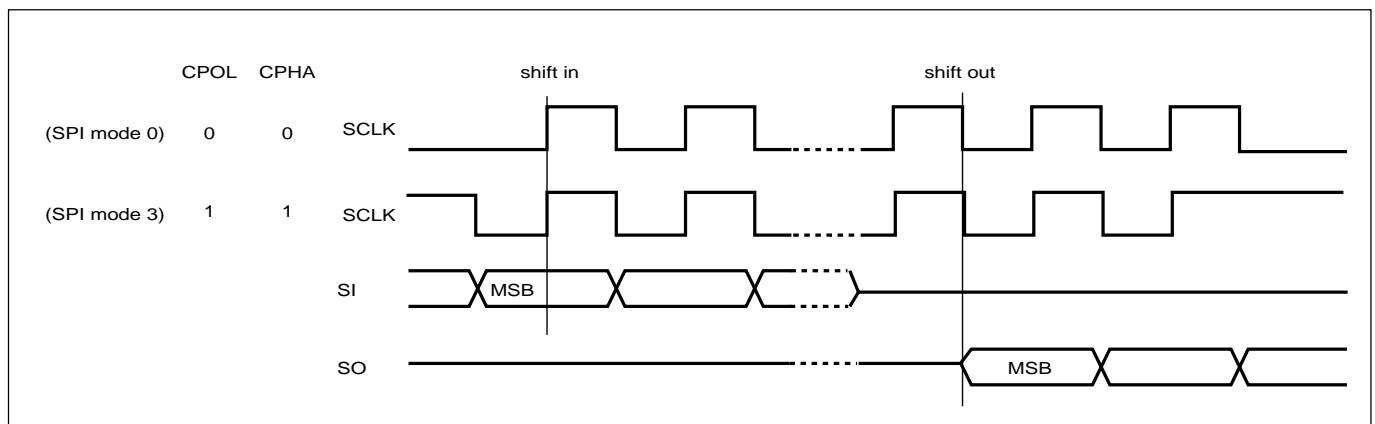 CPOL CPHA shift in shift out
(SPI mode 0) 0 0 SCLK
(SPI mode 3) 1 1 SCLK
SI MSB
SO MSB